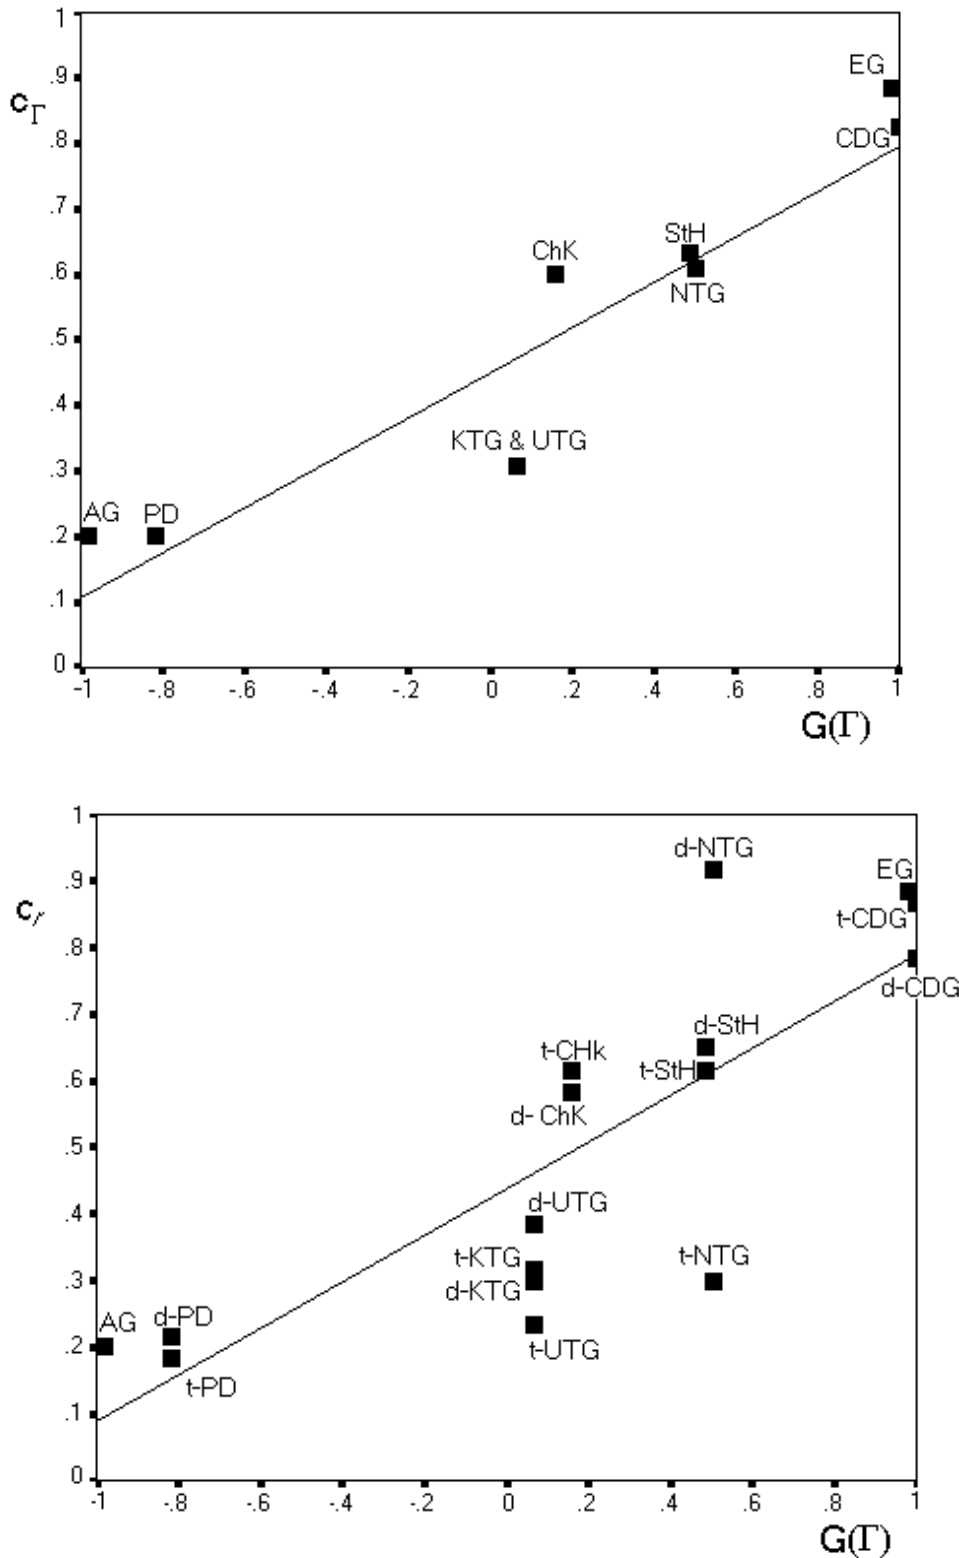 1
.9
EG
c_Γ
.8
CDG
.7
StH
ChK
.6
NTG
.5
.4
KTG & UTG
.3
AG PD
.2
.1
0
-1 -.8 -.6 -.4 -.2 0 .2 .4 .6 .8 1
G(Γ)
1
d-NTG
.9
EG
c_r
t-CDG
.8
d-CDG
.7
d-StH
t-CHk
t-StH
.6
d- ChK
.5
.4
d-UTG
t-KTG
t-NTG
.3
d-KTG
AG d-PD
.2
t-UTG
t-PD
.1
0
-1 -.8 -.6 -.4 -.2 0 .2 .4 .6 .8 1
G(Γ)